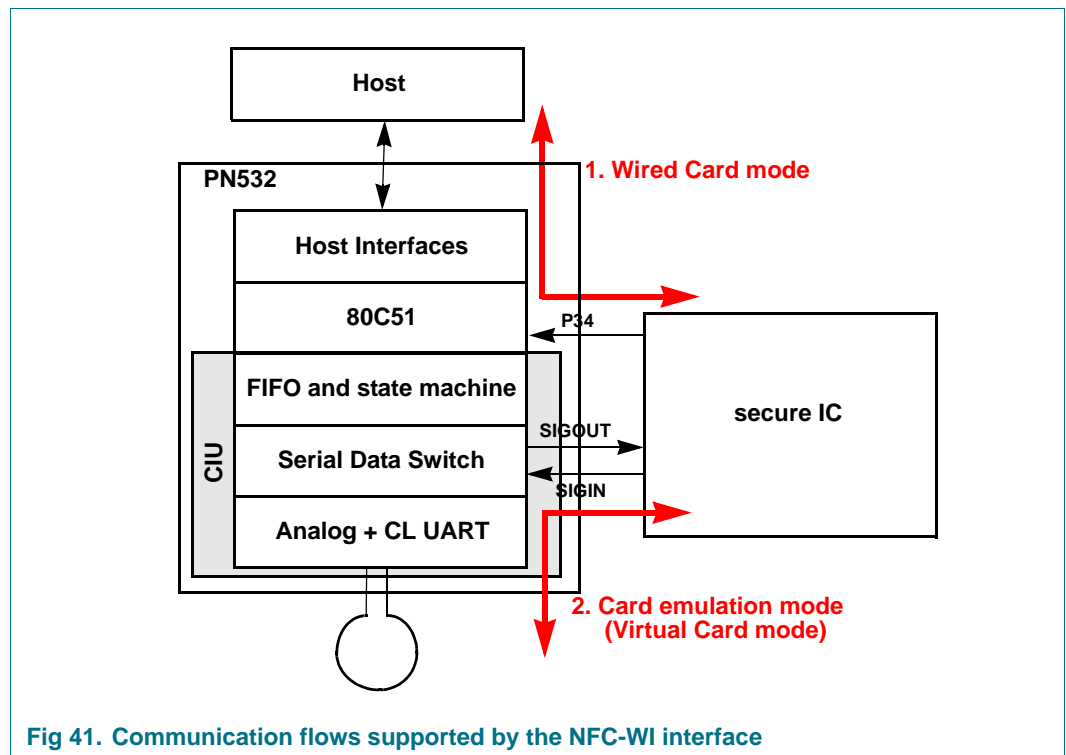 Host
1. Wired Card mode
PN532
Host Interfaces
80C51
P34
FIFO and state machine
secure IC
SIGOUT
CIU
Serial Data Switch
SIGIN
Analog + CL UART
2. Card emulation mode
(Virtual Card mode)
Fig 41. Communication flows supported by the NFC-WI interface